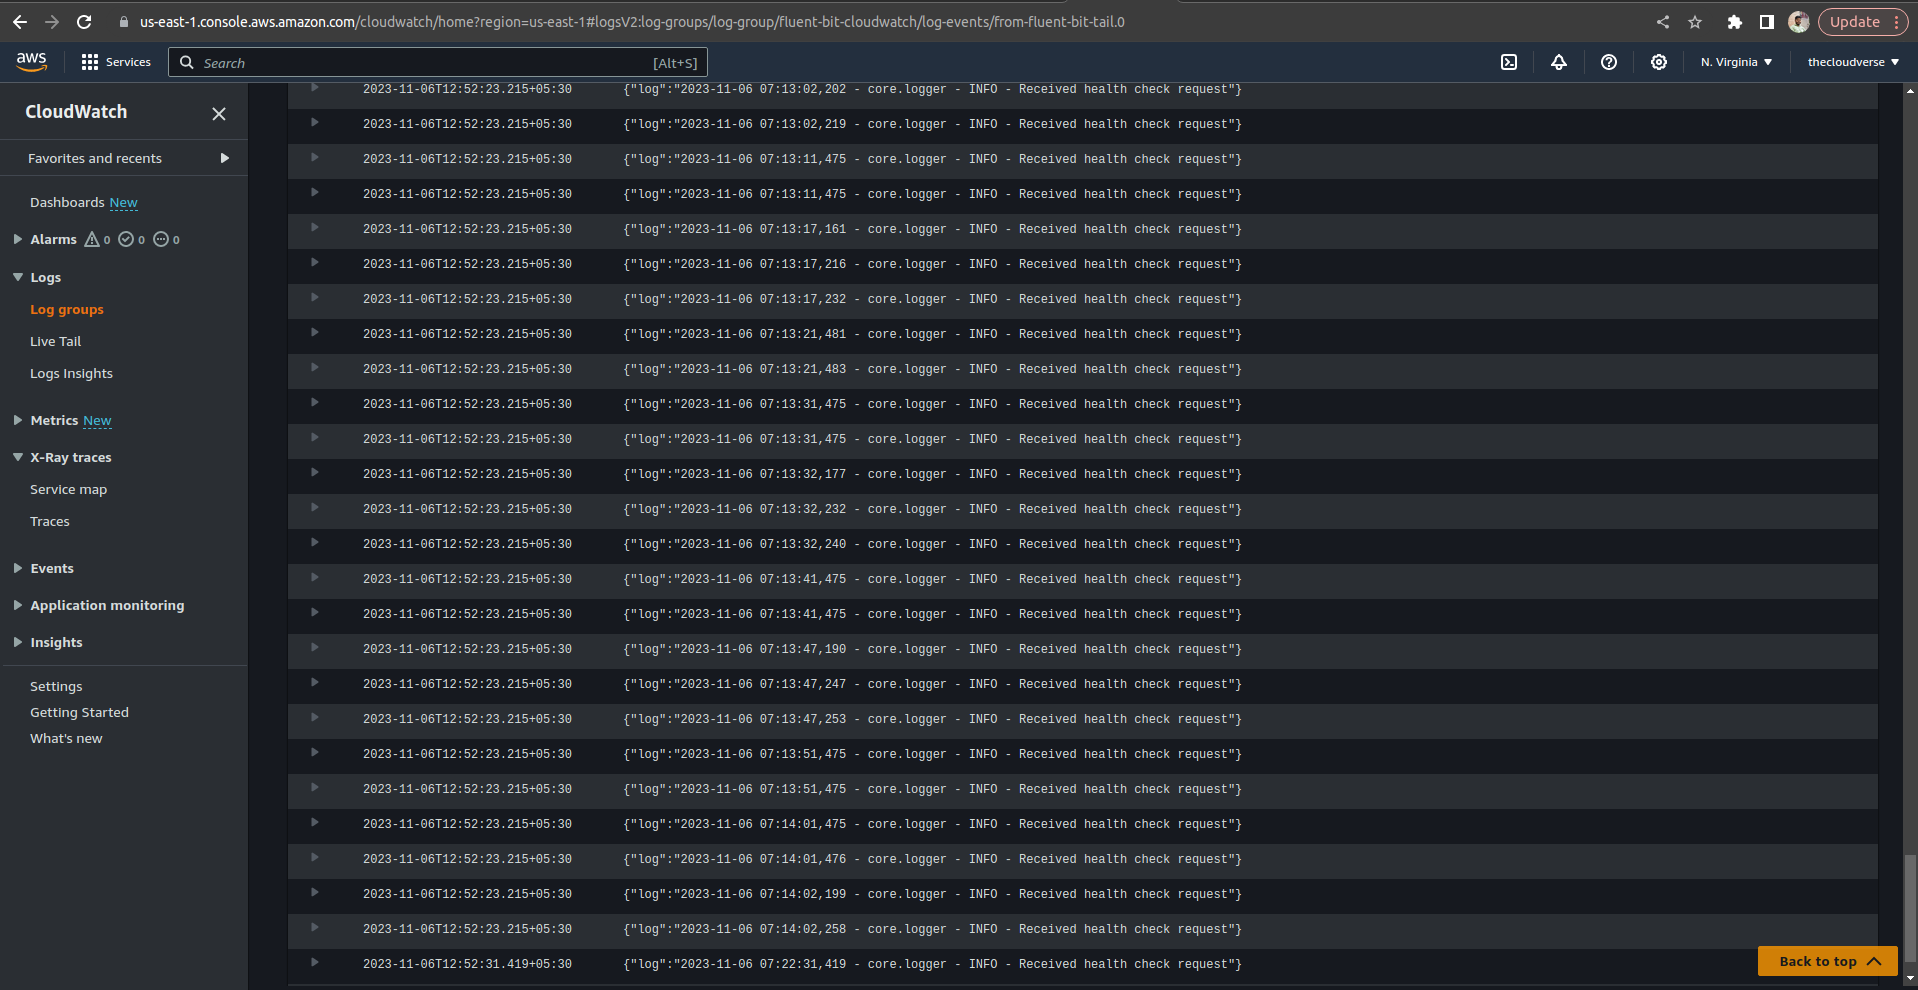 us-east-1.console.aws.amazon.com/cloudwatch/home?region=us-east-1#logsV2:log-groups/log-group/fluent-bit-cloudwatch/log-events/from-fluent-bit-tail.0
Update
aws
Services
Search
[Alt+S]
N. Virginia
thecloudverse
CloudWatch
Favorites and recents
Dashboards New
Alarms 0 0 0
Logs
Log groups
Live Tail
Logs Insights
Metrics New
X-Ray traces
Service map
Traces
Events
Application monitoring
Insights
Settings
Getting Started
What's new
2023-11-06T12:52:23.215+05:30 {"log":"2023-11-06 07:13:02,202 - core.logger - INFO - Received health check request"}
2023-11-06T12:52:23.215+05:30 {"log":"2023-11-06 07:13:02,219 - core.logger - INFO - Received health check request"}
2023-11-06T12:52:23.215+05:30 {"log":"2023-11-06 07:13:11,475 - core.logger - INFO - Received health check request"}
2023-11-06T12:52:23.215+05:30 {"log":"2023-11-06 07:13:11,475 - core.logger - INFO - Received health check request"}
2023-11-06T12:52:23.215+05:30 {"log":"2023-11-06 07:13:17,161 - core.logger - INFO - Received health check request"}
2023-11-06T12:52:23.215+05:30 {"log":"2023-11-06 07:13:17,216 - core.logger - INFO - Received health check request"}
2023-11-06T12:52:23.215+05:30 {"log":"2023-11-06 07:13:17,232 - core.logger - INFO - Received health check request"}
2023-11-06T12:52:23.215+05:30 {"log":"2023-11-06 07:13:21,481 - core.logger - INFO - Received health check request"}
2023-11-06T12:52:23.215+05:30 {"log":"2023-11-06 07:13:21,483 - core.logger - INFO - Received health check request"}
2023-11-06T12:52:23.215+05:30 {"log":"2023-11-06 07:13:31,475 - core.logger - INFO - Received health check request"}
2023-11-06T12:52:23.215+05:30 {"log":"2023-11-06 07:13:31,475 - core.logger - INFO - Received health check request"}
2023-11-06T12:52:23.215+05:30 {"log":"2023-11-06 07:13:32,177 - core.logger - INFO - Received health check request"}
2023-11-06T12:52:23.215+05:30 {"log":"2023-11-06 07:13:32,232 - core.logger - INFO - Received health check request"}
2023-11-06T12:52:23.215+05:30 {"log":"2023-11-06 07:13:32,240 - core.logger - INFO - Received health check request"}
2023-11-06T12:52:23.215+05:30 {"log":"2023-11-06 07:13:41,475 - core.logger - INFO - Received health check request"}
2023-11-06T12:52:23.215+05:30 {"log":"2023-11-06 07:13:41,475 - core.logger - INFO - Received health check request"}
2023-11-06T12:52:23.215+05:30 {"log":"2023-11-06 07:13:47,190 - core.logger - INFO - Received health check request"}
2023-11-06T12:52:23.215+05:30 {"log":"2023-11-06 07:13:47,247 - core.logger - INFO - Received health check request"}
2023-11-06T12:52:23.215+05:30 {"log":"2023-11-06 07:13:47,253 - core.logger - INFO - Received health check request"}
2023-11-06T12:52:23.215+05:30 {"log":"2023-11-06 07:13:51,475 - core.logger - INFO - Received health check request"}
2023-11-06T12:52:23.215+05:30 {"log":"2023-11-06 07:13:51,475 - core.logger - INFO - Received health check request"}
2023-11-06T12:52:23.215+05:30 {"log":"2023-11-06 07:14:01,475 - core.logger - INFO - Received health check request"}
2023-11-06T12:52:23.215+05:30 {"log":"2023-11-06 07:14:01,476 - core.logger - INFO - Received health check request"}
2023-11-06T12:52:23.215+05:30 {"log":"2023-11-06 07:14:02,199 - core.logger - INFO - Received health check request"}
2023-11-06T12:52:23.215+05:30 {"log":"2023-11-06 07:14:02,258 - core.logger - INFO - Received health check request"}
2023-11-06T12:52:31.419+05:30 {"log":"2023-11-06 07:22:31,419 - core.logger - INFO - Received health check request"}
Back to top